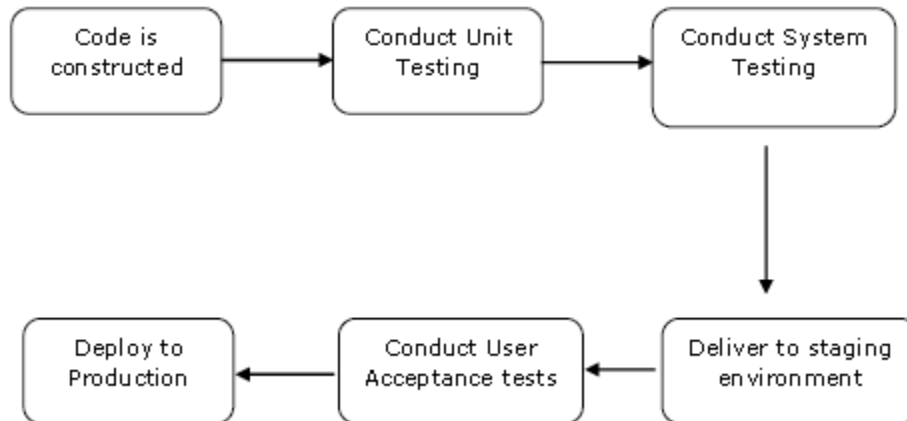 Code is
constructed
Conduct Unit
Testing
Conduct System
Testing
Deliver to staging
environment
Conduct User
Acceptance tests
Deploy to
Production